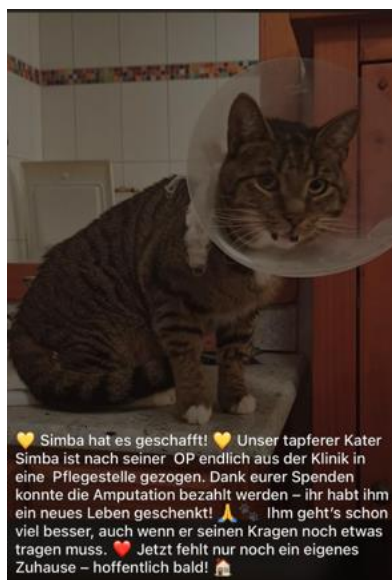 💛 Simba hat es geschafft! 💛 Unser tapferer Kater
Simba ist nach seiner OP endlich aus der Klinik in
eine Pflegestelle gezogen. Dank eurer Spenden
konnte die Amputation bezahlt werden – ihr habt ihm
ein neues Leben geschenkt! 🙏🐾 Ihm geht's schon
viel besser, auch wenn er seinen Kragen noch etwas
tragen muss. ❤️ Jetzt fehlt nur noch ein eigenes
Zuhause – hoffentlich bald! 🏠